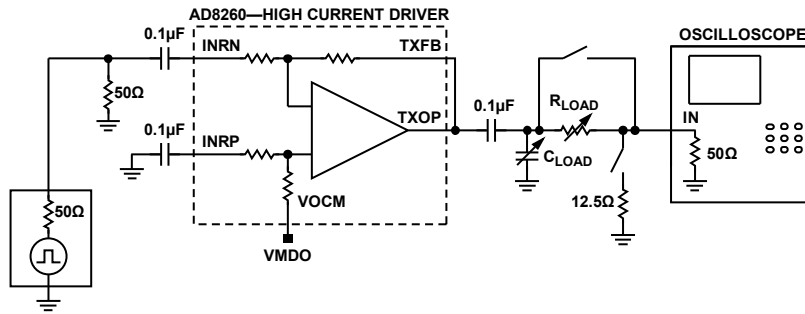 AD8260—HIGH CURRENT DRIVER
OSCILLOSCOPE
0.1µF
INRN
TXFB
50Ω
0.1µF
INRP
TXOP
0.1µF
RLOAD
IN
50Ω
CLOAD
VOCM
12.5Ω
50Ω
VMDO